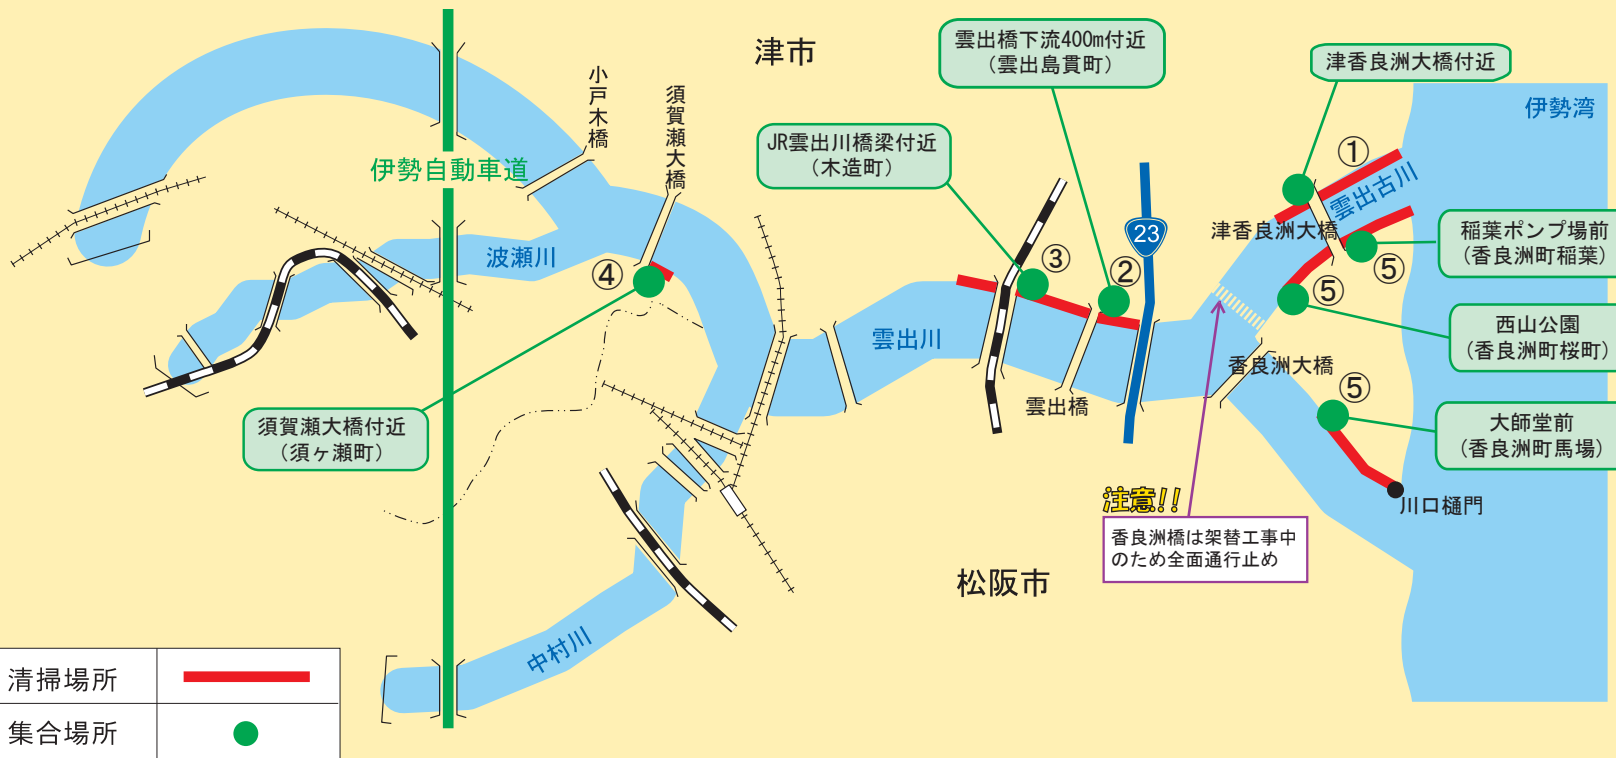 津市
雲出橋下流400m付近
（雲出島貫町）
津香良洲大橋付近
伊勢湾
小戸木橋
須賀瀬大橋
JR雲出川橋梁付近
（木造町）
伊勢自動車道
①
雲出古川
23
津香良洲大橋
稲葉ポンプ場前
（香良洲町稲葉）
⑤
波瀬川
④
③
②
⑤
西山公園
（香良洲町桜町）
雲出川
香良洲大橋
雲出橋
⑤
大師堂前
（香良洲町馬場）
須賀瀬大橋付近
（須ヶ瀬町）
川口樋門
注意!!
香良洲橋は架替工事中
のため全面通行止め
松阪市
中村川
清掃場所
集合場所